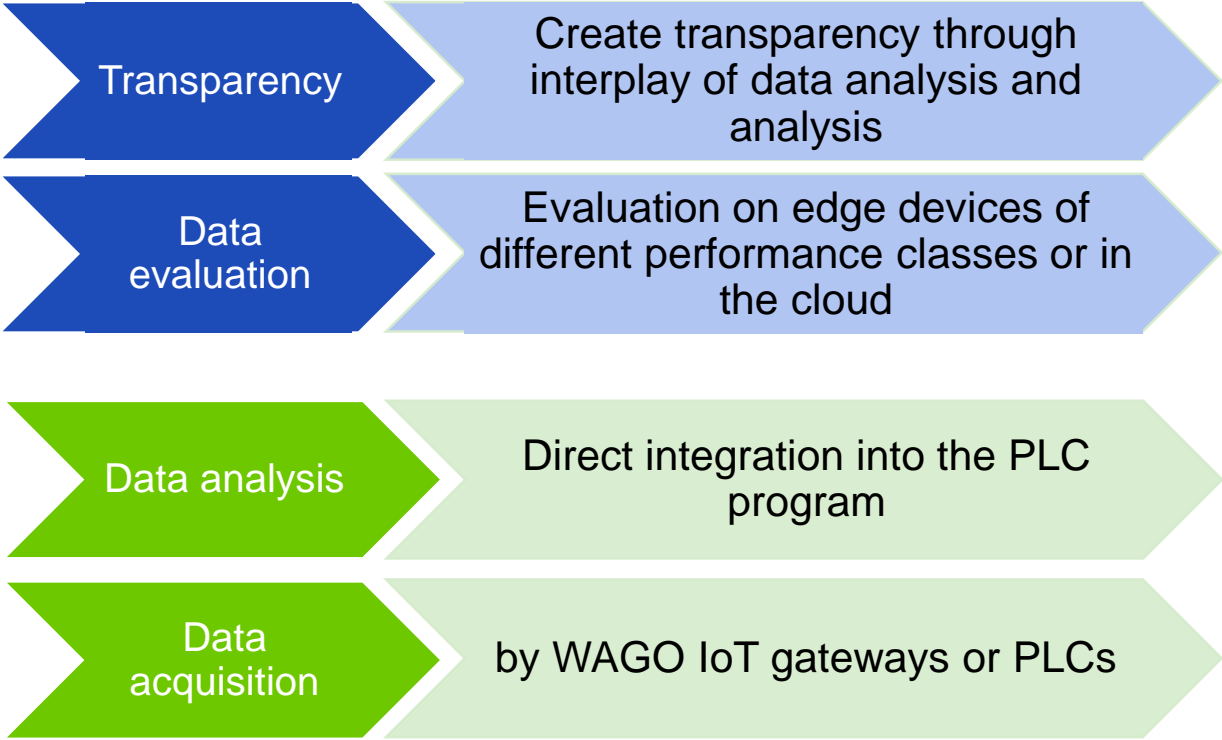 Transparency
Create transparency through
interplay of data analysis and
analysis
Data
evaluation
Evaluation on edge devices of
different performance classes or in
the cloud
Data analysis
Direct integration into the PLC
program
Data
acquisition
by WAGO IoT gateways or PLCs